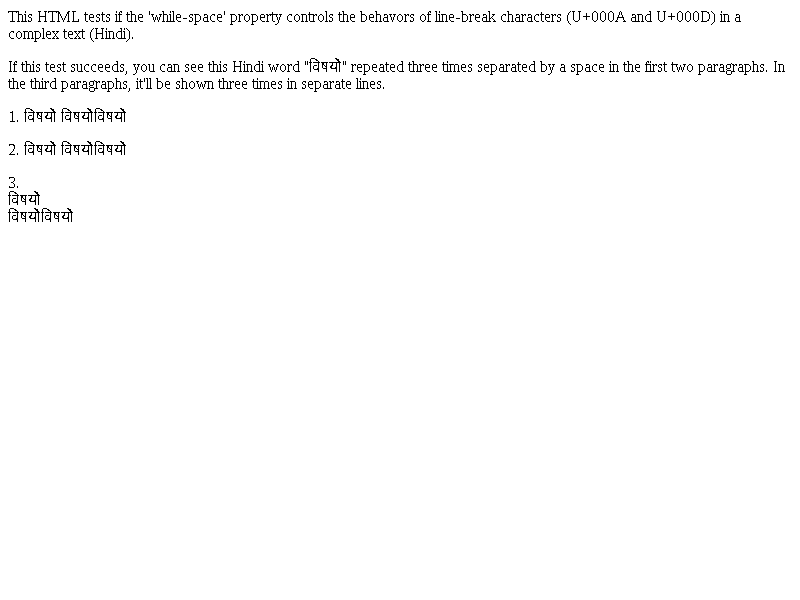 This HTML tests if the 'while-space' property controls the behavors of line-break characters (U+000A and U+000D) in a
complex text (Hindi).
If this test succeeds, you can see this Hindi word "विषयो" repeated three times separated by a space in the first two paragraphs. In
the third paragraphs, it'll be shown three times in separate lines.
1. विषयो विषयोविषयो
2. विषयो विषयोविषयो
3.
विषयो
विषयोविषयो